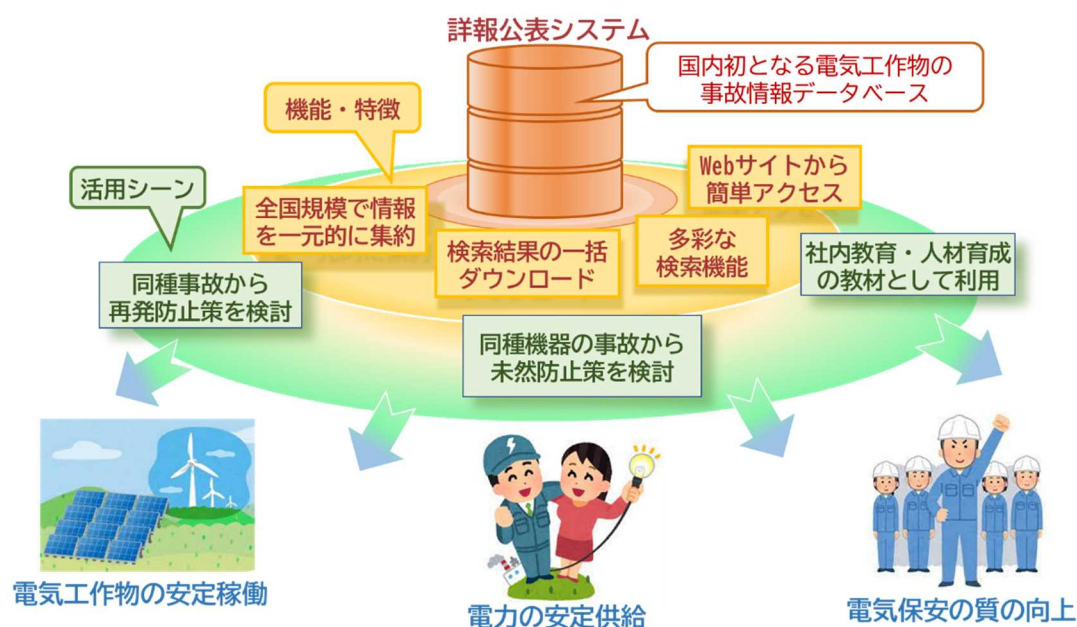 詳報公表システム
国内初となる電気工作物の
事故情報データベース
機能・特徴
Webサイトから
簡単アクセス
活用シーン
全国規模で情報
を一元的に集約
検索結果の一括
ダウンロード
多彩な
検索機能
社内教育・人材育成
の教材として利用
同種事故から
再発防止策を検討
同種機器の事故から
未然防止策を検討
電気工作物の安定稼働
電力の安定供給
電気保安の質の向上